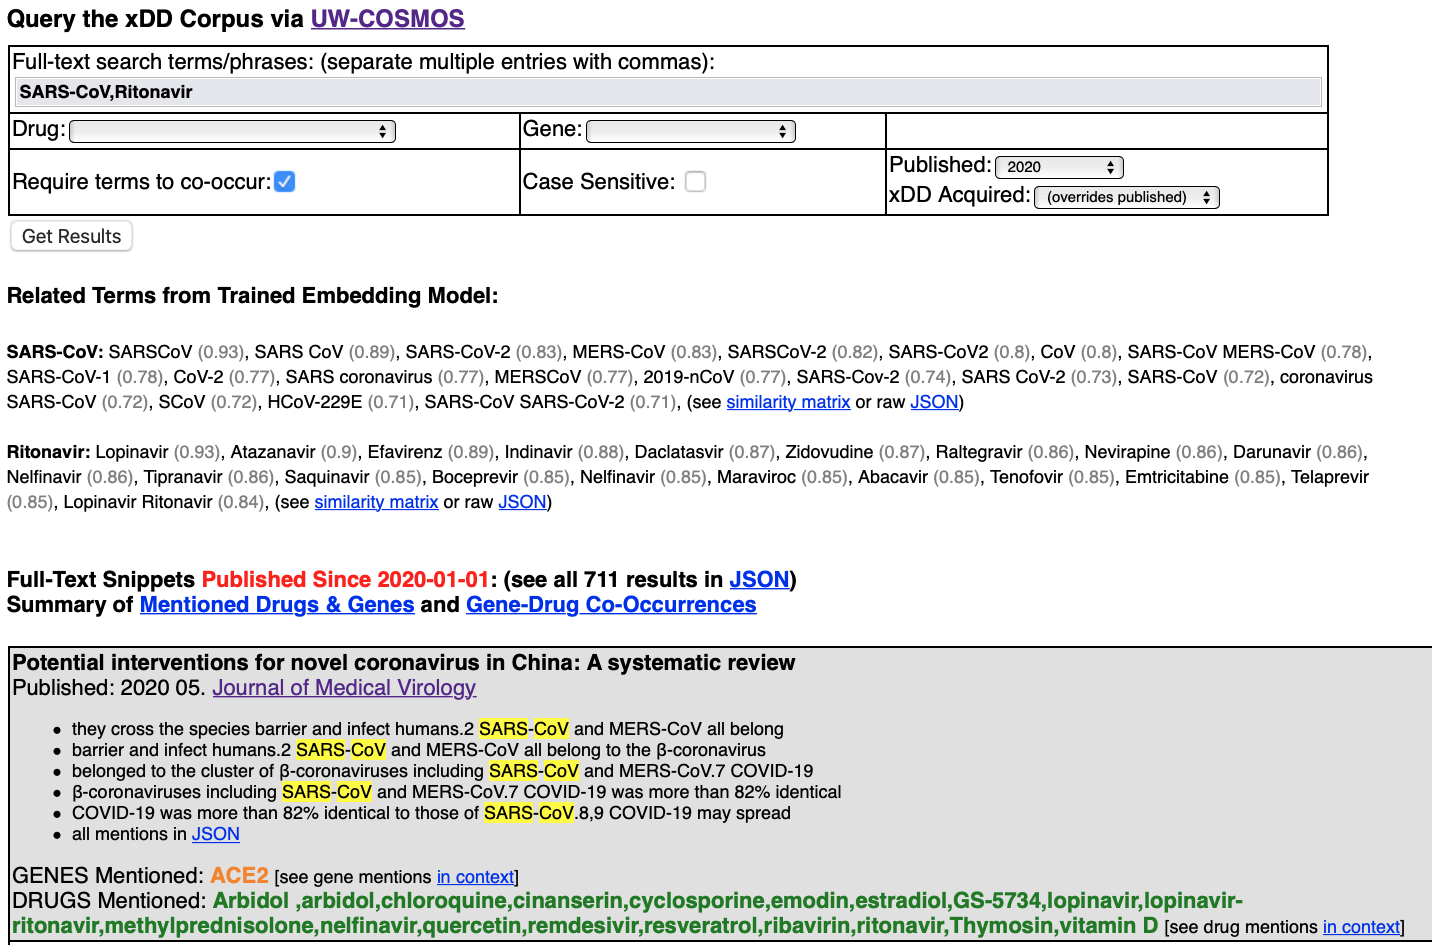 Query the xDD Corpus via UW-COSMOS
Full-text search terms/phrases: (separate multiple entries with commas):
SARS-CoV,Ritonavir
Drug: Gene:
Require terms to co-occur: Case Sensitive: Published: 2020
xDD Acquired: (overrides published)
Get Results
Related Terms from Trained Embedding Model:
SARS-CoV: SARSCoV (0.93), SARS CoV (0.89), SARS-CoV-2 (0.83), MERS-CoV (0.83), SARSCoV-2 (0.82), SARS-CoV2 (0.8), CoV (0.8), SARS-CoV MERS-CoV (0.78),
SARS-CoV-1 (0.78), CoV-2 (0.77), SARS coronavirus (0.77), MERSCoV (0.77), 2019-nCoV (0.77), SARS-Cov-2 (0.74), SARS CoV-2 (0.73), SARS-CoV (0.72), coronavirus
SARS-CoV (0.72), SCoV (0.72), HCoV-229E (0.71), SARS-CoV SARS-CoV-2 (0.71), (see similarity matrix or raw JSON)
Ritonavir: Lopinavir (0.93), Atazanavir (0.9), Efavirenz (0.89), Indinavir (0.88), Daclatasvir (0.87), Zidovudine (0.87), Raltegravir (0.86), Nevirapine (0.86), Darunavir (0.86),
Nelfinavir (0.86), Tipranavir (0.86), Saquinavir (0.85), Boceprevir (0.85), Nelfinavir (0.85), Maraviroc (0.85), Abacavir (0.85), Tenofovir (0.85), Emtricitabine (0.85), Telaprevir
(0.85), Lopinavir Ritonavir (0.84), (see similarity matrix or raw JSON)
Full-Text Snippets Published Since 2020-01-01: (see all 711 results in JSON)
Summary of Mentioned Drugs & Genes and Gene-Drug Co-Occurrences
Potential interventions for novel coronavirus in China: A systematic review
Published: 2020 05. Journal of Medical Virology
• they cross the species barrier and infect humans.2 SARS-CoV and MERS-CoV all belong
• barrier and infect humans.2 SARS-CoV and MERS-CoV all belong to the β-coronavirus
• belonged to the cluster of β-coronaviruses including SARS-CoV and MERS-CoV.7 COVID-19
• β-coronaviruses including SARS-CoV and MERS-CoV.7 COVID-19 was more than 82% identical
• COVID-19 was more than 82% identical to those of SARS-CoV.8,9 COVID-19 may spread
• all mentions in JSON
GENES Mentioned: ACE2 [see gene mentions in context]
DRUGS Mentioned: Arbidol ,arbidol,chloroquine,cinanserin,cyclosporine,emodin,estradiol,GS-5734,lopinavir,lopinavir-
ritonavir,methylprednisolone,nelfinavir,quercetin,remdesivir,resveratrol,ribavirin,ritonavir,Thymosin,vitamin D [see drug mentions in context]